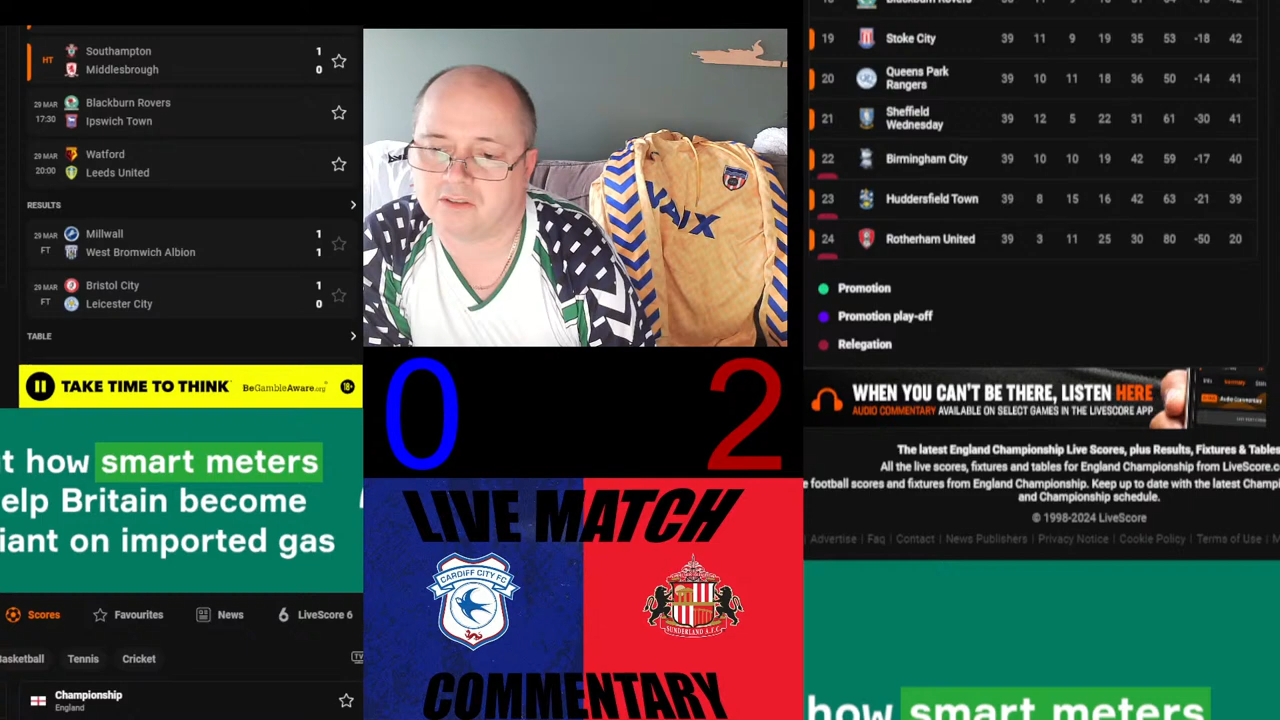 HT
Southampton 1
Middlesbrough 0
29 MAR
17:30
Blackburn Rovers
Ipswich Town
29 MAR
20:00
Watford
Leeds United
RESULTS
29 MAR
FT
Millwall 1
West Bromwich Albion 1
29 MAR
FT
Bristol City 1
Leicester City 0
TABLE
TAKE TIME TO THINK
BeGambleAware.org
18+
t how smart meters
elp Britain become
iant on imported gas
Scores
Favourites
News
6 LiveScore 6
Basketball
Tennis
Cricket
Championship
England
VAIX
0 2
LIVE MATCH
CARDIFF CITY FC
SUNDERLAND A.F.C
COMMENTARY
Blackburn Rovers
19 Stoke City 39 11 9 19 35 53 -18 42
20 Queens Park
Rangers 39 10 11 18 36 50 -14 41
21 Sheffield
Wednesday 39 12 5 22 31 61 -30 41
22 Birmingham City 39 10 10 19 42 59 -17 40
23 Huddersfield Town 39 8 15 16 42 63 -21 39
24 Rotherham United 39 3 11 25 30 80 -50 20
Promotion
Promotion play-off
Relegation
WHEN YOU CAN'T BE THERE, LISTEN HERE
AUDIO COMMENTARY AVAILABLE ON SELECT GAMES IN THE LIVESCORE APP
The latest England Championship Live Scores, plus Results, Fixtures & Tables
All the live scores, fixtures and tables for England Championship from LiveScore.c
e football scores and fixtures from England Championship. Keep up to date with the latest Champi
and Championship schedule.
© 1998-2024 LiveScore
Advertise
Faq
Contact
News Publishers
Privacy Notice
Cookie Policy
Terms of Use
how smart meters